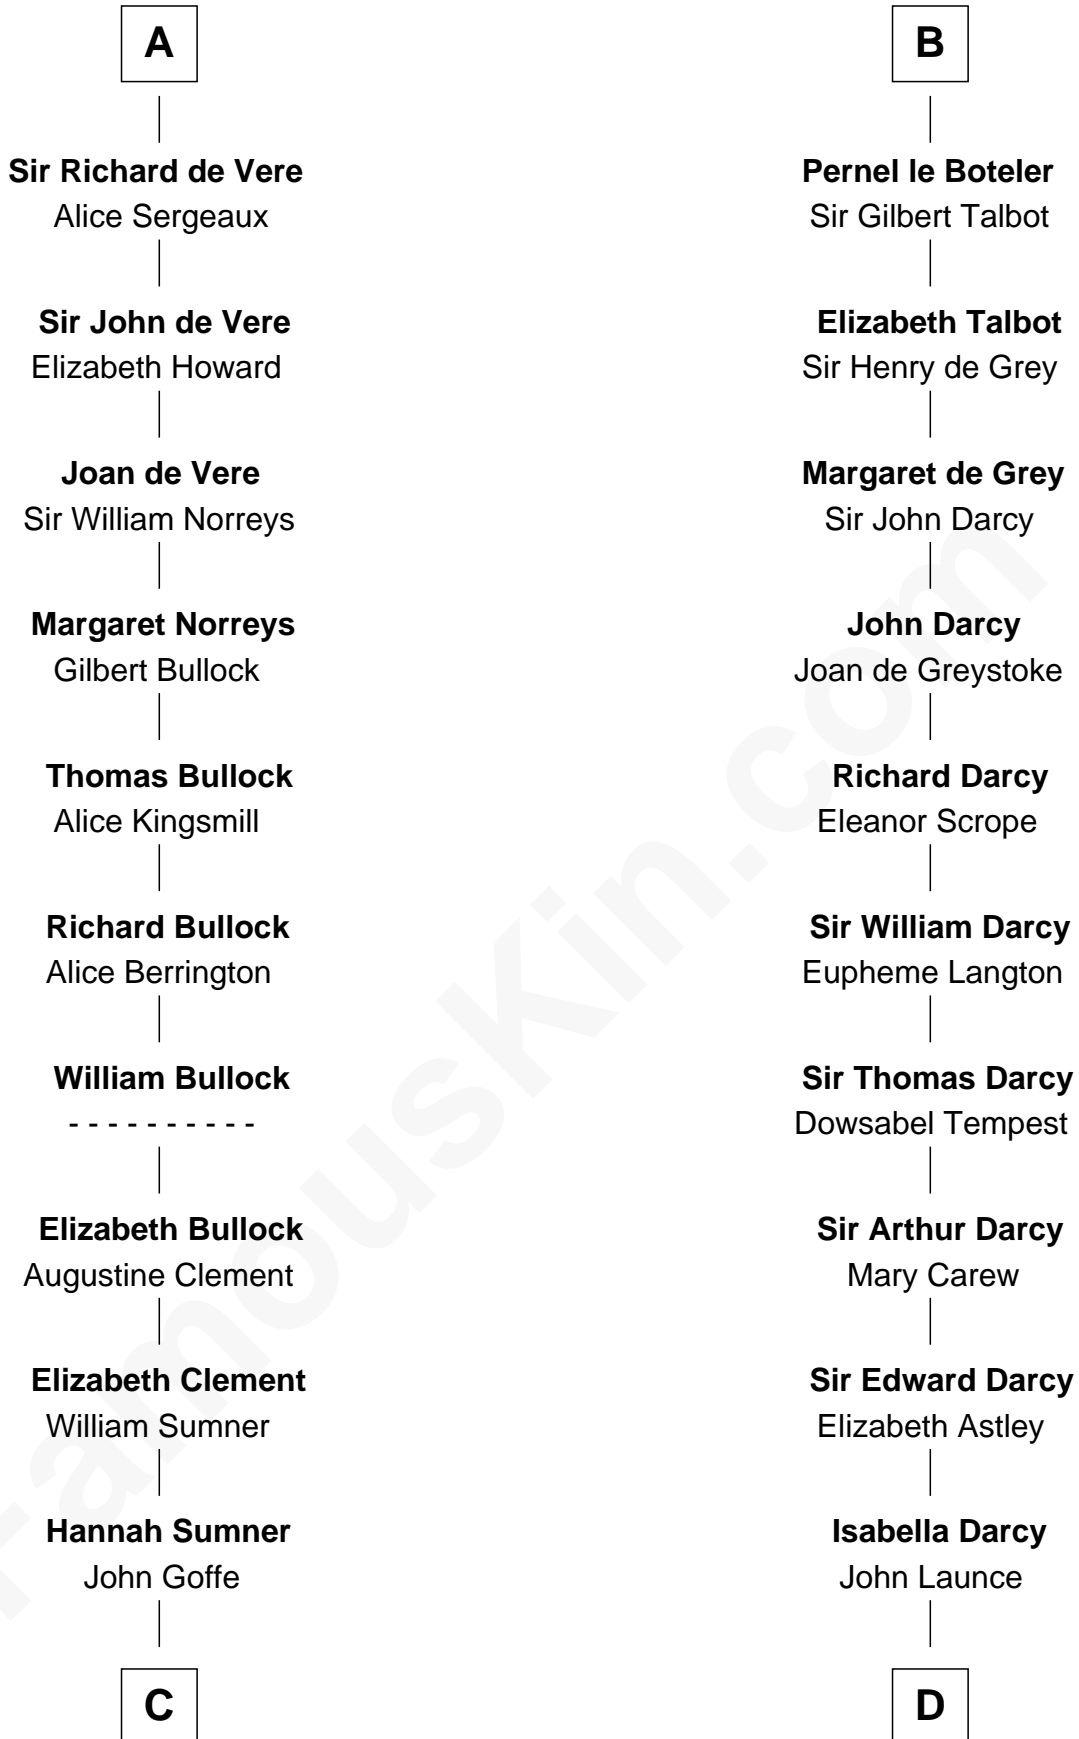 A
Sir Richard de Vere
Alice Sergeaux
Sir John de Vere
Elizabeth Howard
Joan de Vere
Sir William Norreys
Margaret Norreys
Gilbert Bullock
Thomas Bullock
Alice Kingsmill
Richard Bullock
Alice Berrington
William Bullock
- - - - - - - - - -
Elizabeth Bullock
Augustine Clement
Elizabeth Clement
William Sumner
Hannah Sumner
John Goffe
C
B
Pernel le Boteler
Sir Gilbert Talbot
Elizabeth Talbot
Sir Henry de Grey
Margaret de Grey
Sir John Darcy
John Darcy
Joan de Greystoke
Richard Darcy
Eleanor Scrope
Sir William Darcy
Eupheme Langton
Sir Thomas Darcy
Dowsabel Tempest
Sir Arthur Darcy
Mary Carew
Sir Edward Darcy
Elizabeth Astley
Isabella Darcy
John Launce
D
FamousKin.com